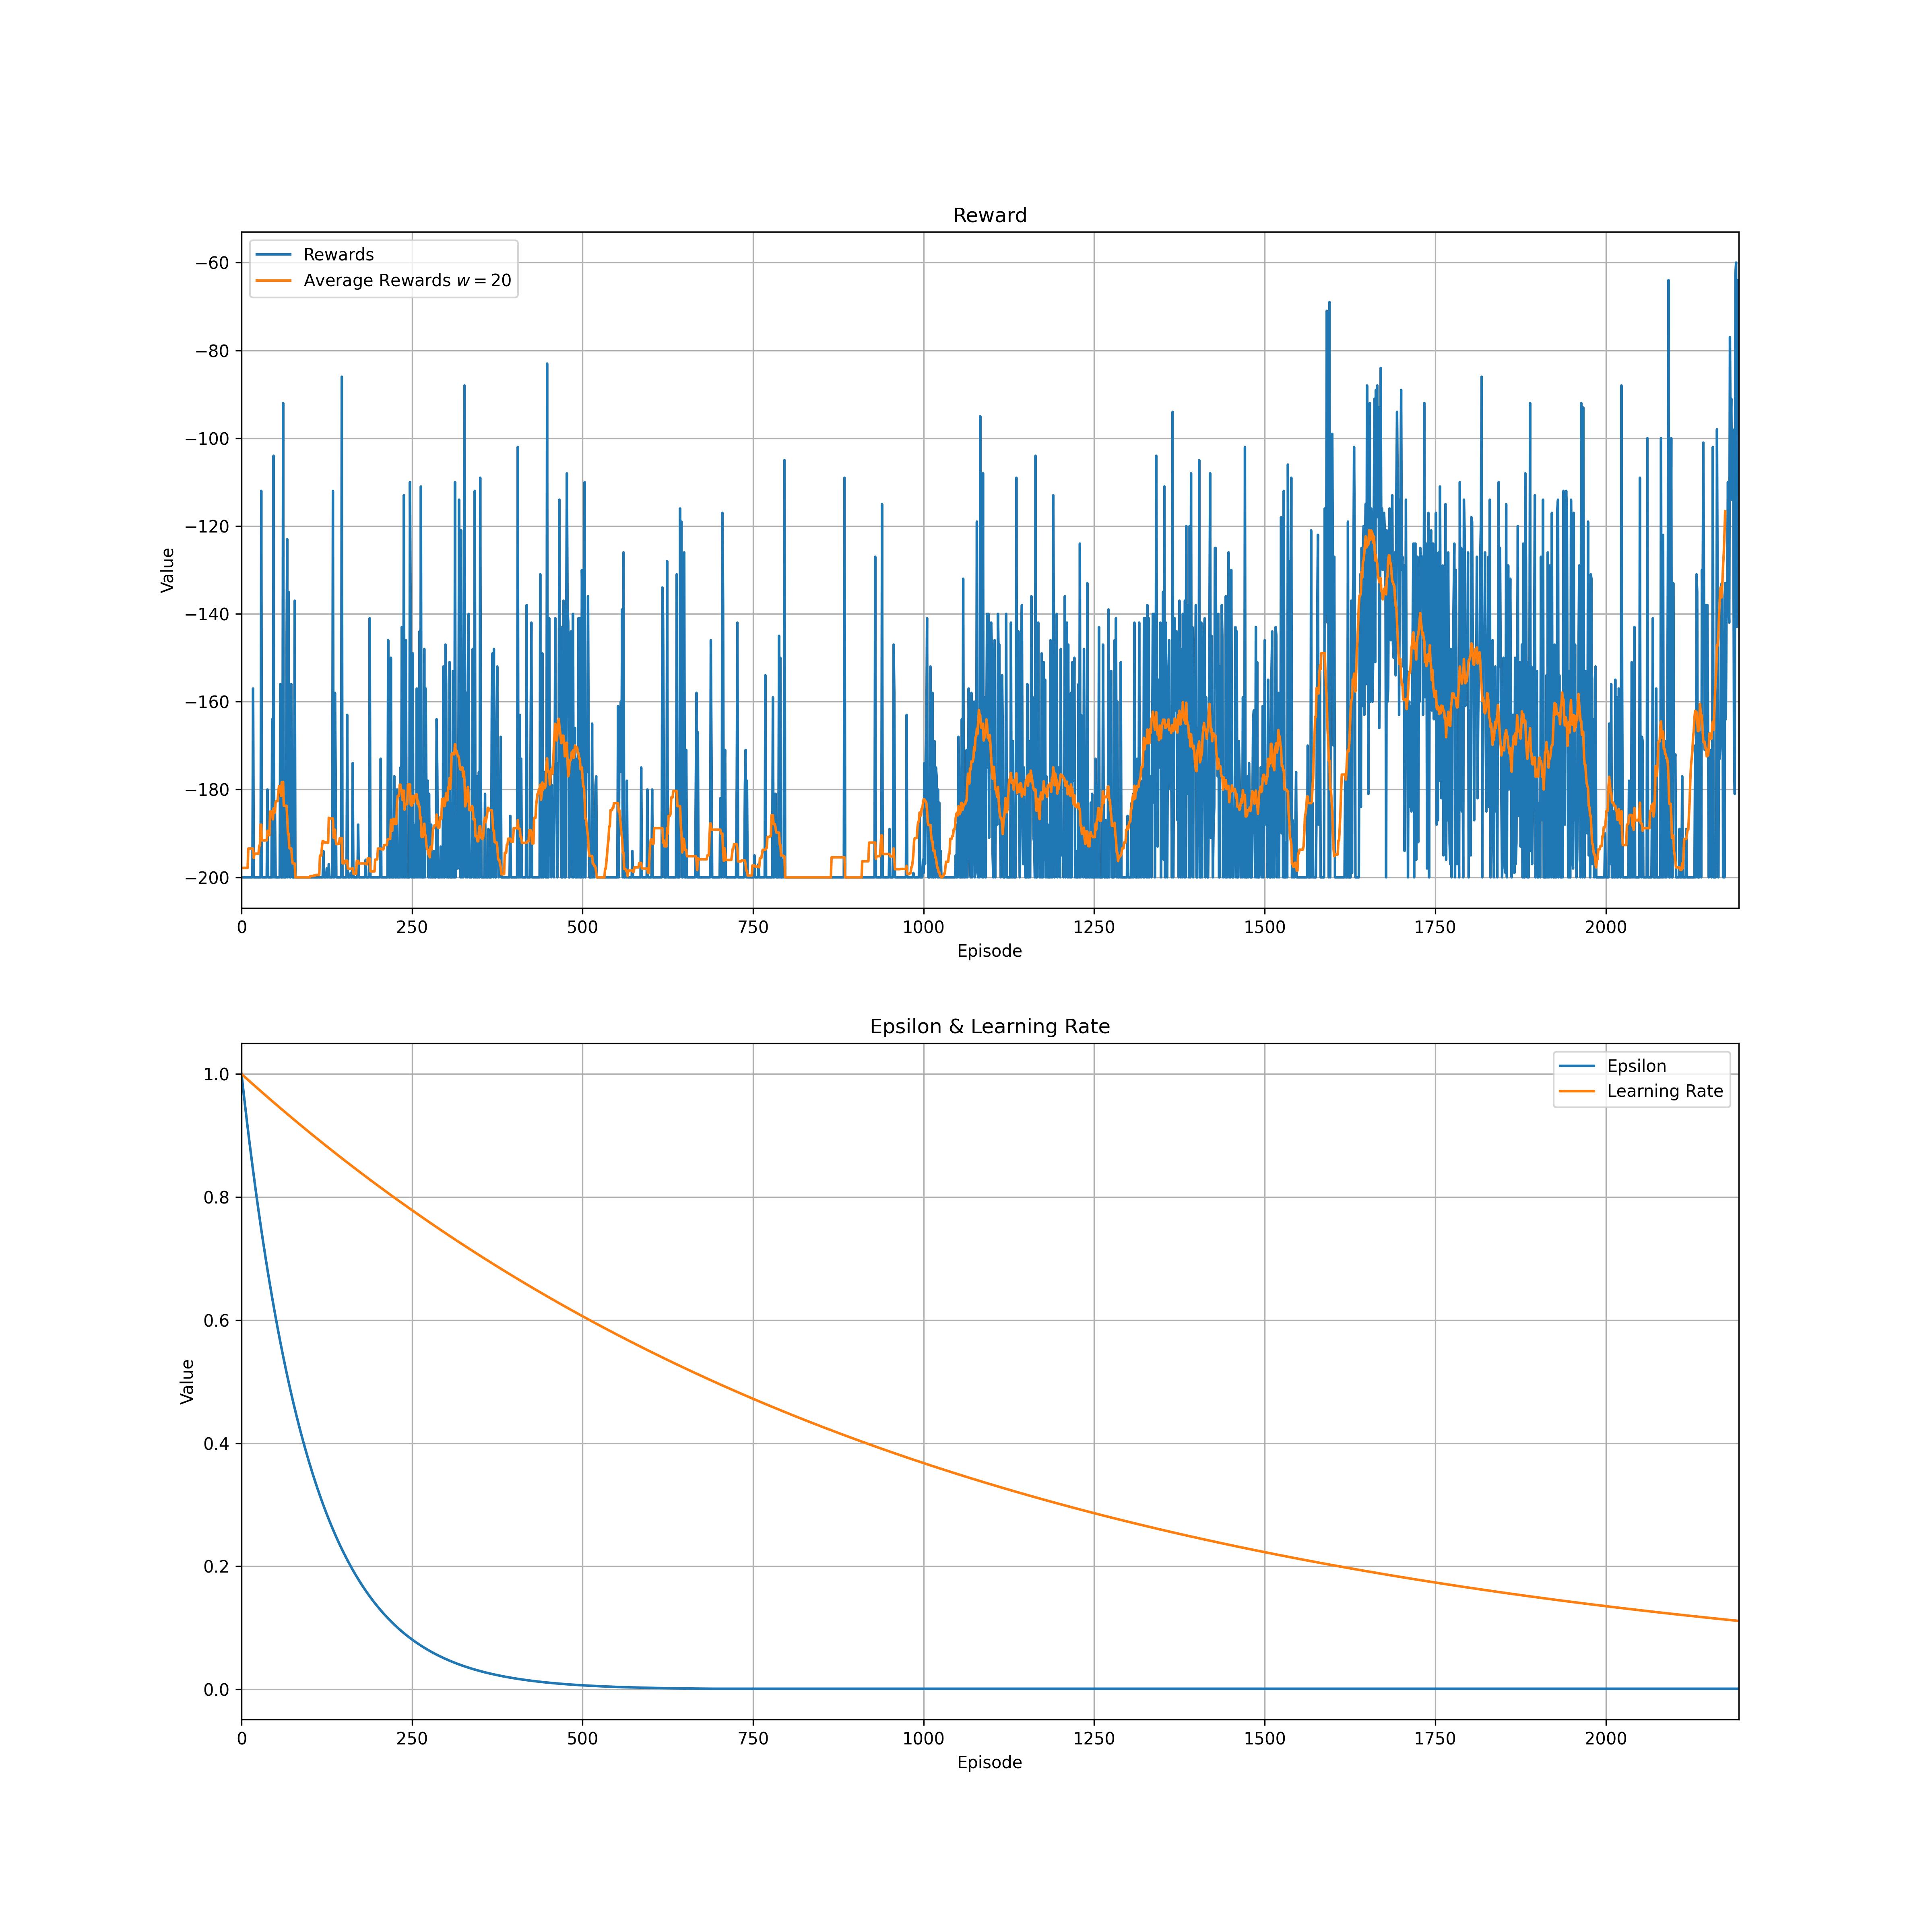 Reward
Rewards
Average Rewards w = 20
−60
−80
−100
−120
−140
−160
−180
−200
Value
0 250 500 750 1000 1250 1500 1750 2000
Episode
Epsilon & Learning Rate
Epsilon
Learning Rate
1.0
0.8
0.6
0.4
0.2
0.0
Value
0 250 500 750 1000 1250 1500 1750 2000
Episode